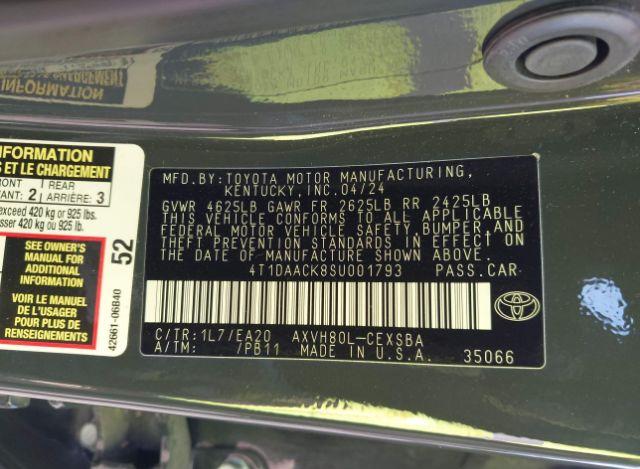 INFORMATION
S ET LE CHARGEMENT
RONT | REAR
ANT: 2 | ARRIÈRE: 3
exceed 420 kg or 925 lbs.
sser 420 kg ou 925 lb.
SEE OWNER'S
MANUAL FOR
ADDITIONAL
INFORMATION
VOIR LE MANUEL
DE L'USAGER
POUR PLUS DE
RENSEIGNEMENTS
52
42661-06B40
MFD.BY:TOYOTA MOTOR MANUFACTURING,
KENTUCKY, INC.04/24
GVWR 4625LB GAWR FR 2625LB RR 2425LB
THIS VEHICLE CONFORMS TO ALL APPLICABLE
FEDERAL MOTOR VEHICLE SAFETY, BUMPER, AND
THEFT PREVENTION STANDARDS IN EFFECT ON
THE DATE OF MANUFACTURE SHOWN ABOVE.
4T1DAACK8SU001793 PASS.CAR
C/TR:1L7/EA20 AXVH80L-CEXSBA
A/TM: /PB11 MADE IN U.S.A. 35066